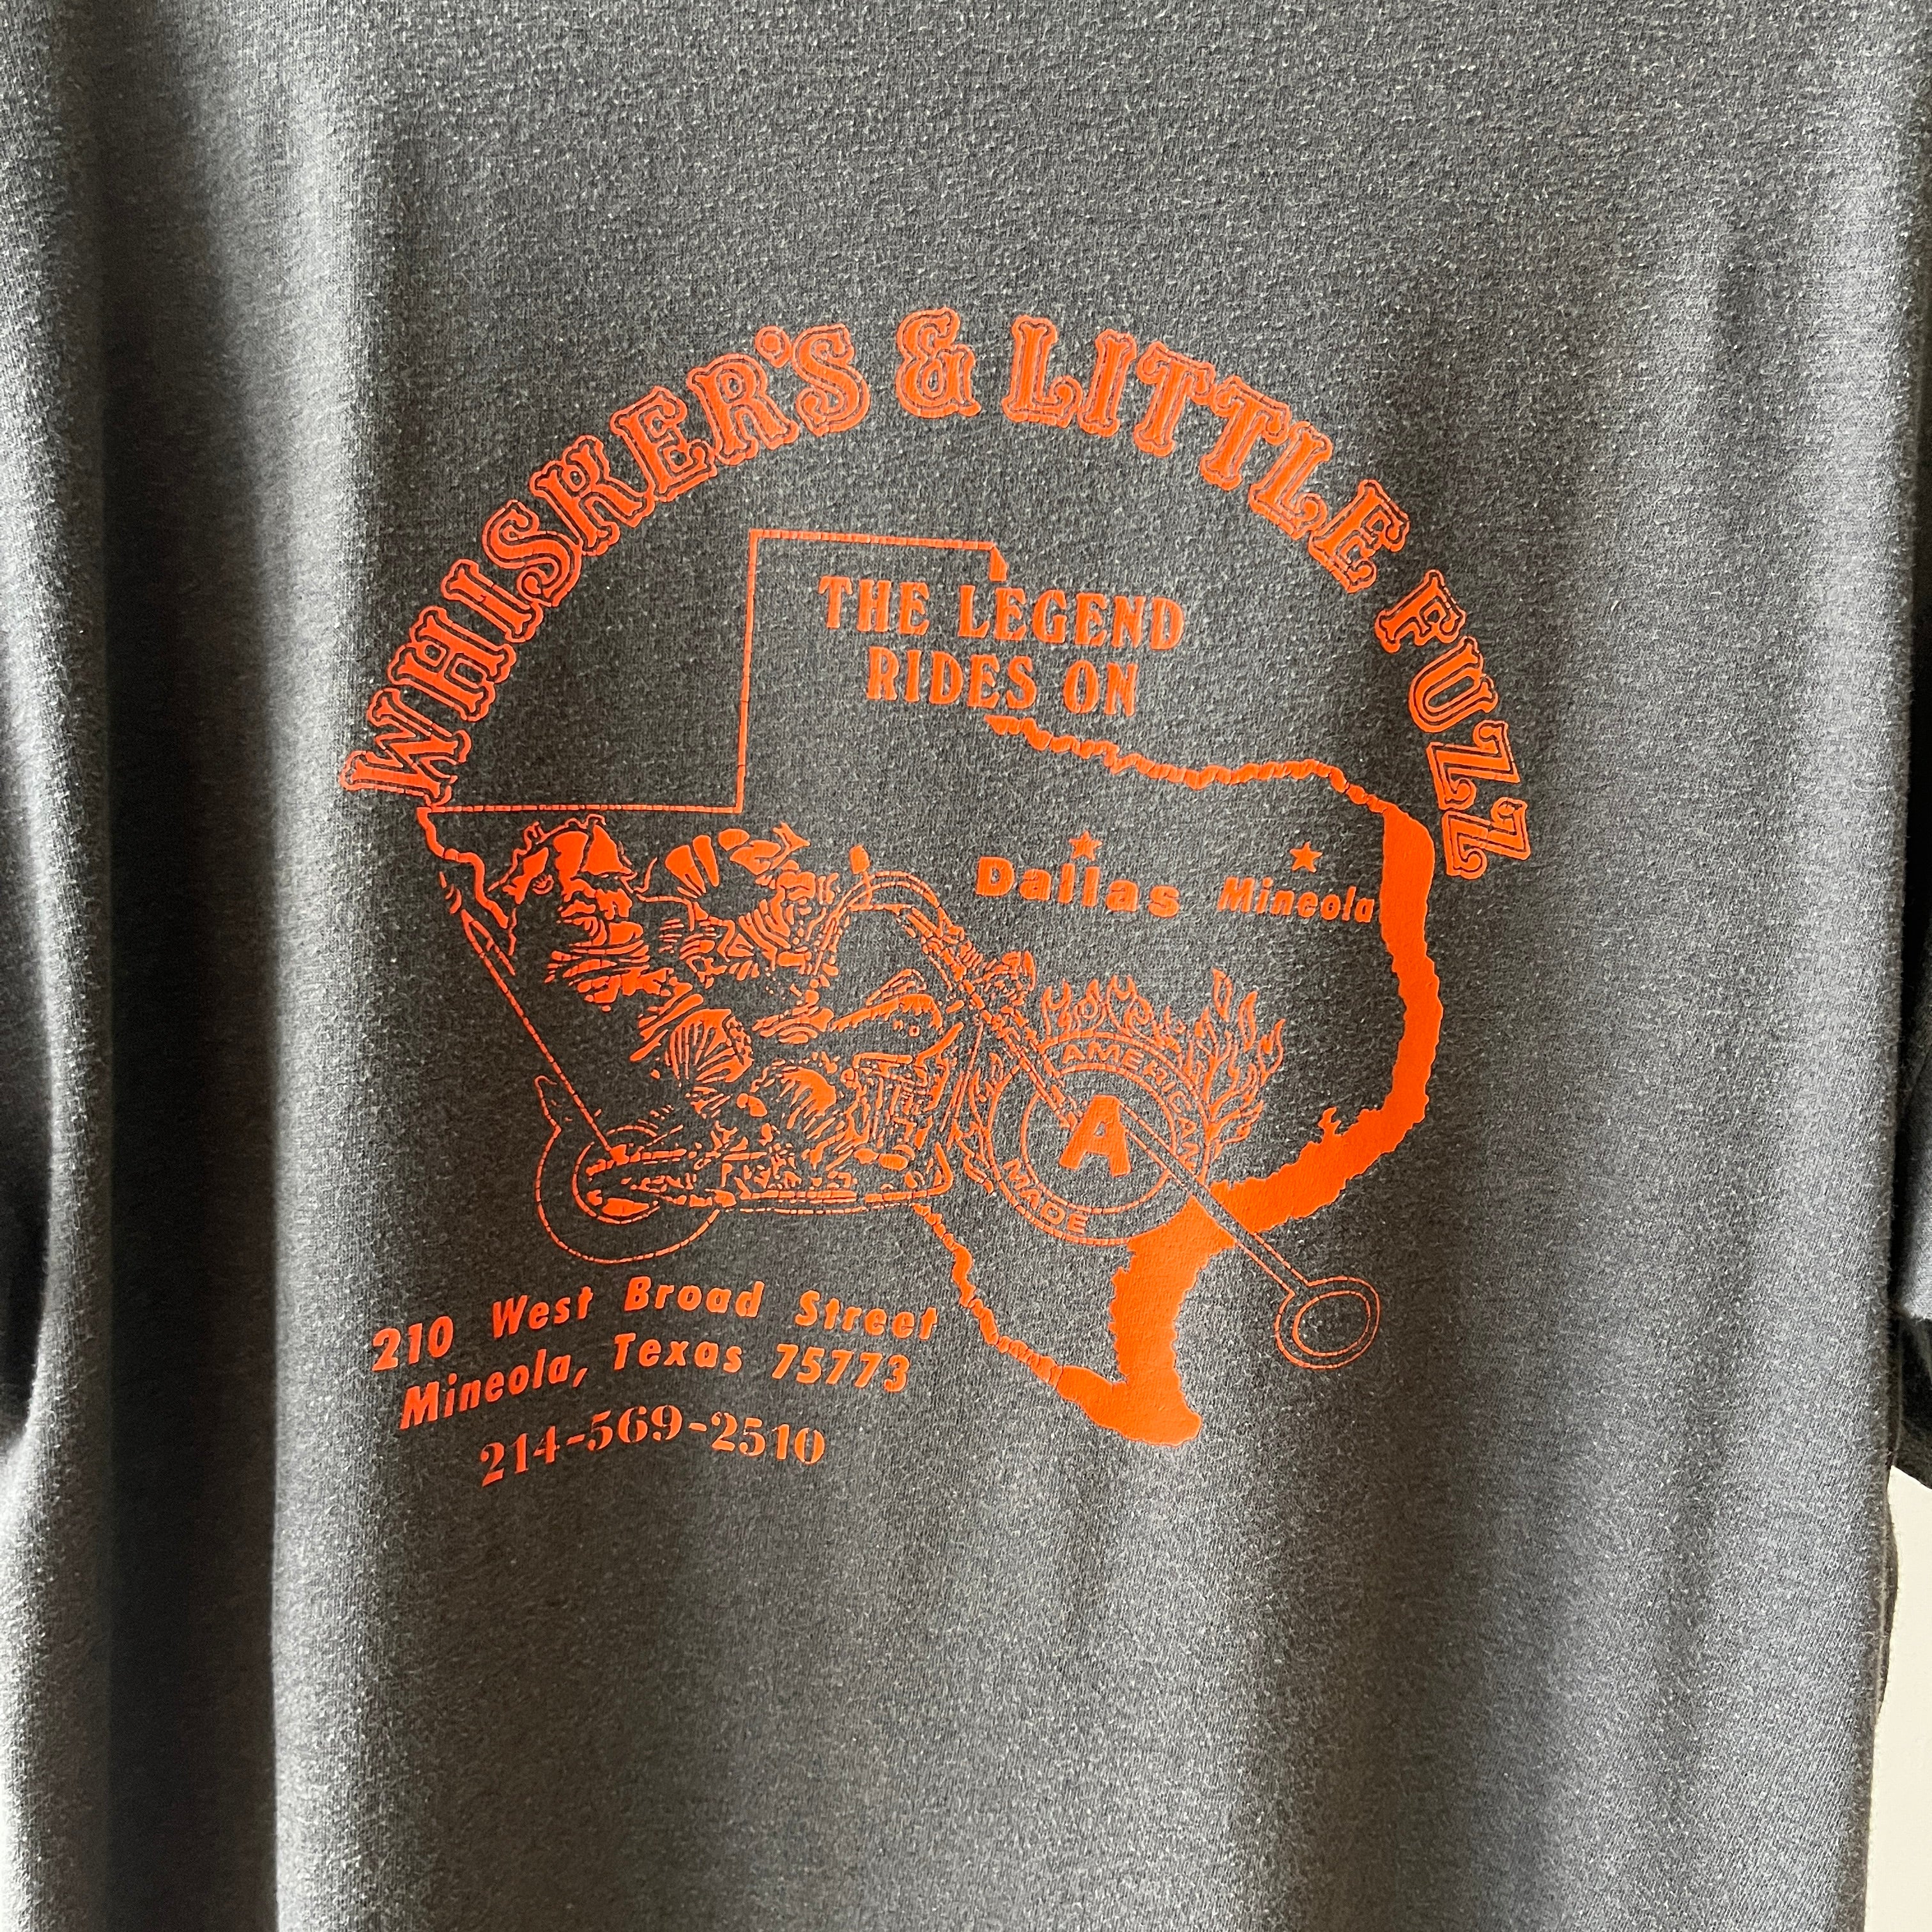 WHISKER'S & LITTLE FUZZ
THE LEGEND
RIDES ON
Dallas Mineola
AMERICAN
A
MADE
210 West Broad Street
Mineola, Texas 75773
214-569-2510